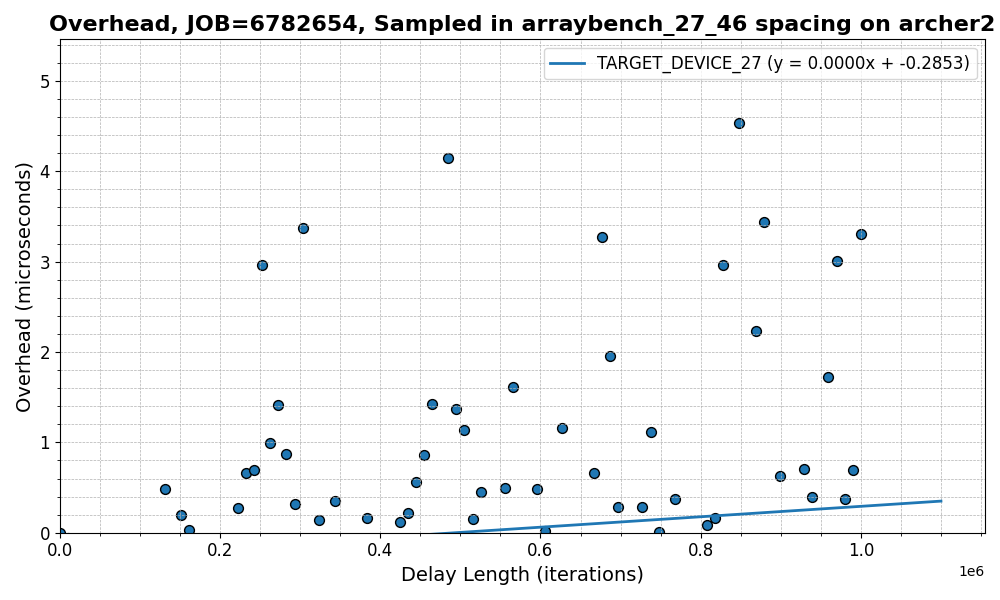 Overhead, JOB=6782654, Sampled in arraybench_27_46 spacing on archer2
TARGET_DEVICE_27 (y = 0.0000x + -0.2853)
Overhead (microseconds)
5
4
3
2
1
0
0.0 0.2 0.4 0.6 0.8 1.0
1e6
Delay Length (iterations)